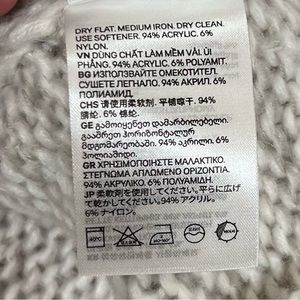 DRY FLAT. MEDIUM IRON. DRY CLEAN.
USE SOFTENER. 94% ACRYLIC. 6%
NYLON.
VN DÙNG CHẤT LÀM MỀM VẢI. ỦI
PHẲNG. 94% ACRYLIC. 6% POLYAMIT.
BG ИЗПОЛЗВАЙТЕ ОМЕКОТИТЕЛ.
СУШЕТЕ ЛЕГНАЛО. 94% АКРИЛ. 6%
ПОЛИАМИД.
CHS 请使用柔软剂. 平铺晾干. 94%
腈纶. 6% 锦纶.
GE გამოიყენეთ დამარბილებელი.
გააშრეთ ჰორიზონტალურ
მდგომარეობაში. 94% აკრილი. 6%
პოლიამიდი.
GR ΧΡΗΣΙΜΟΠΟΙΗΣΤΕ ΜΑΛΑΚΤΙΚΟ.
ΣΤΕΓΝΩΜΑ ΑΠΛΩΜΕΝΟ ΟΡΙΖΟΝΤΙΑ.
94% ΑΚΡΥΛΙΚΟ. 6% ΠΟΛΥΑΜΙΔΗ.
JP 柔軟剤を使用してください. 平らに広げ
て乾かしてください. 94% アクリル.
6% ナイロン.